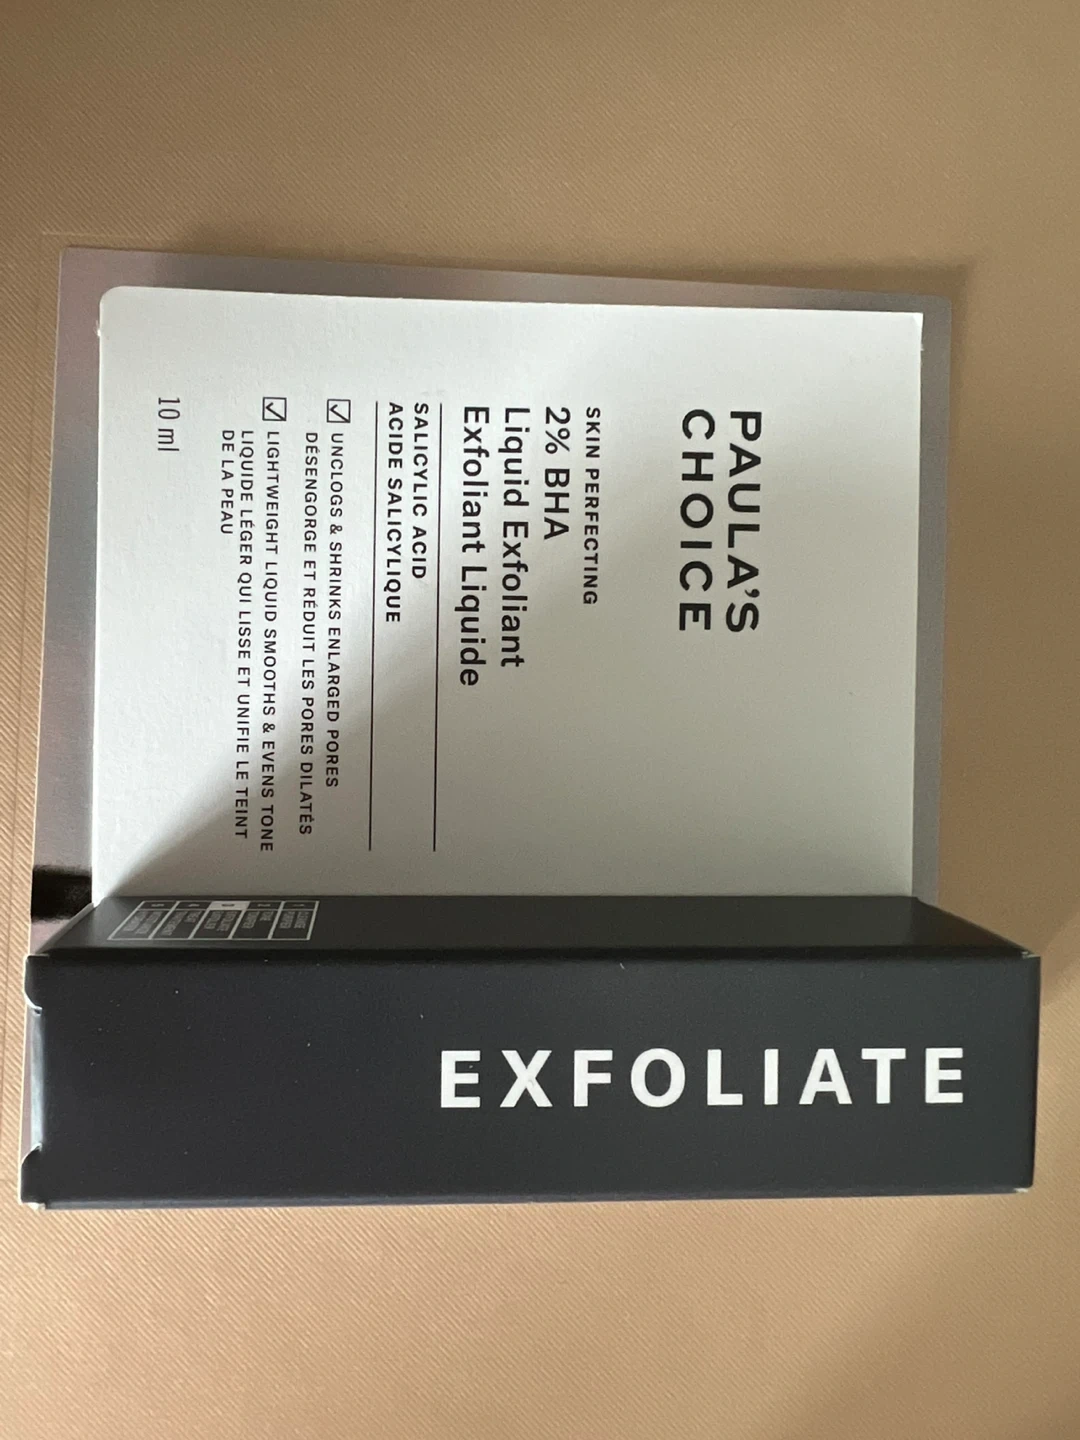 PAULA'S
CHOICE
SKIN PERFECTING
2% BHA
Liquid Exfoliant
Exfoliant Liquide
SALICYLIC ACID
ACIDE SALICYLIQUE
UNCLOGS & SHRINKS ENLARGED PORES
DÉSENGORGE ET RÉDUIT LES PORES DILATÉS
LIGHTWEIGHT LIQUID SMOOTHS & EVENS TONE
LIQUIDE LÉGER QUI LISSE ET UNIFIE LE TEINT
DE LA PEAU
10 ml
EXFOLIATE